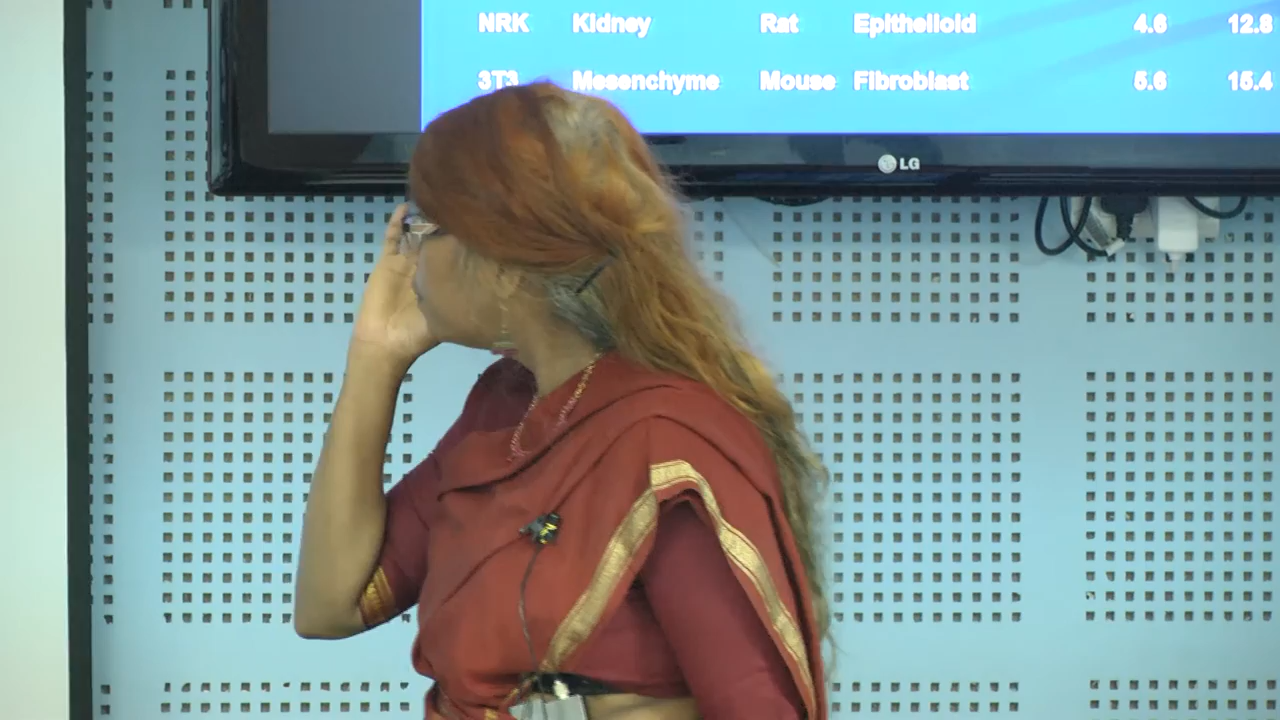 NRK Kidney Rat Epithelioid 4.6 12.8
3T3 Mesenchyme Mouse Fibroblast 5.6 15.4
LG